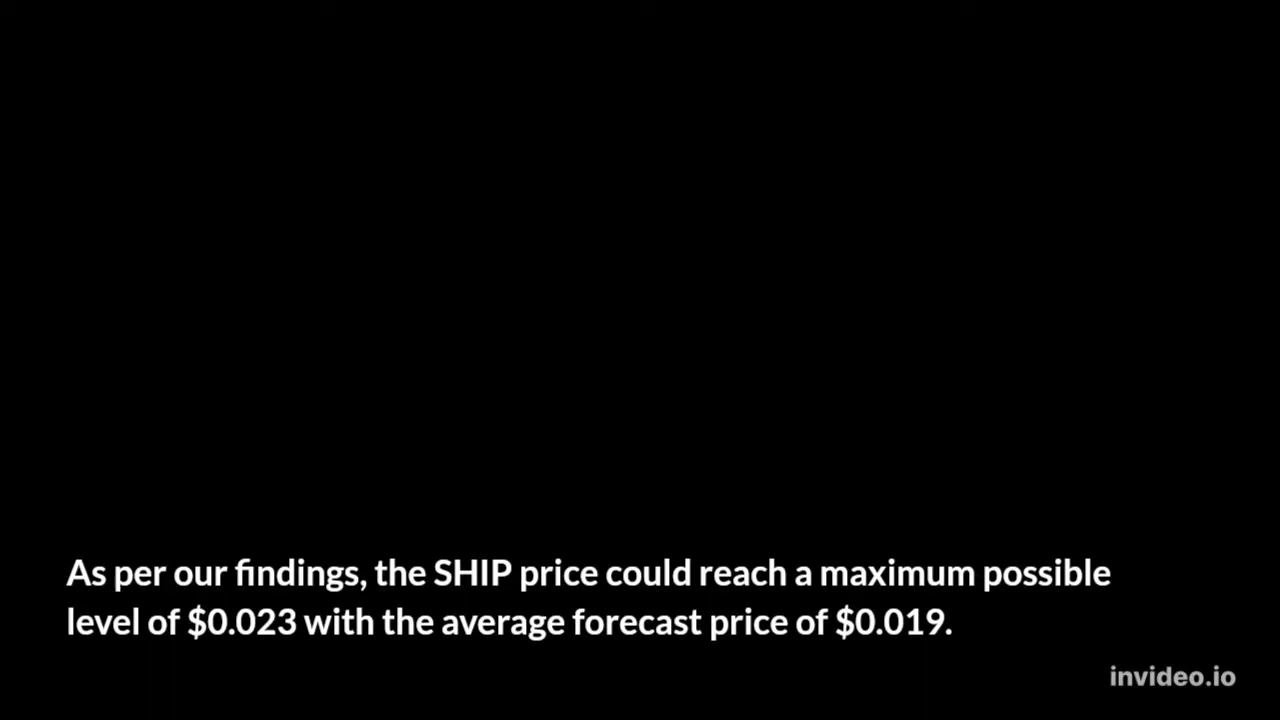 As per our findings, the SHIP price could reach a maximum possible
level of $0.023 with the average forecast price of $0.019.
invideo.io